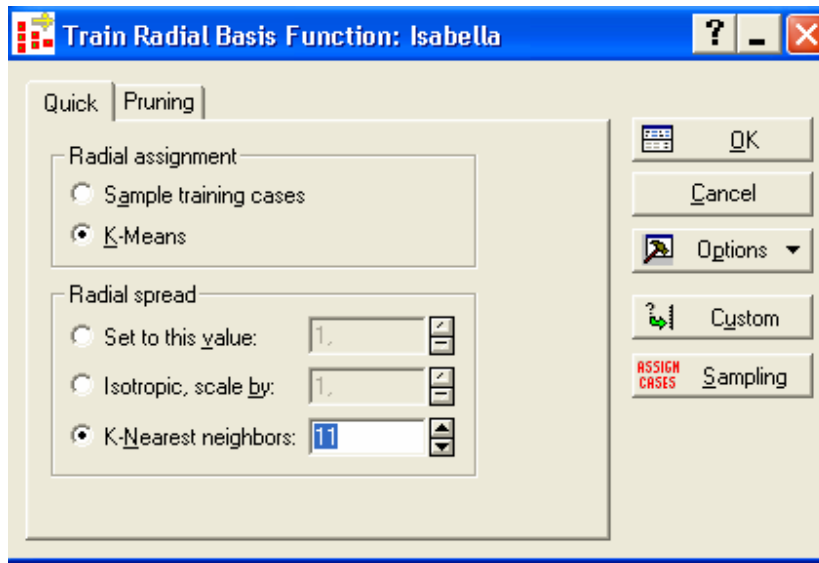 Train Radial Basis Function: Isabella
?
Quick
Pruning
Radial assignment
Sample training cases
K-Means
Radial spread
Set to this value: 1,
Isotropic, scale by: 1,
K-Nearest neighbors: 11
OK
Cancel
Options
Custom
ASSIGN
CASES
Sampling